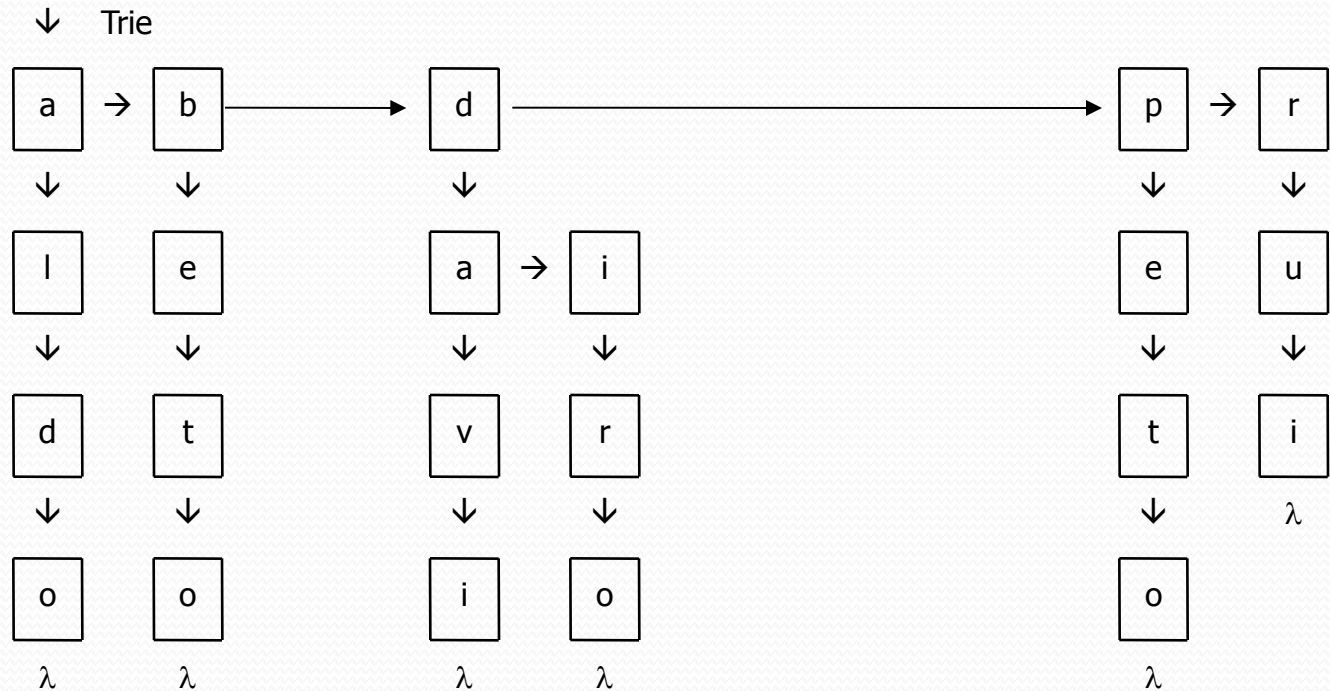 ↓ Trie
a → b → d → p → r
↓ ↓ ↓ ↓ ↓
l e a → i e u
↓ ↓ ↓ ↓ ↓ ↓
d t v r t i
↓ ↓ ↓ ↓ ↓ λ
o o i o o
λ λ λ λ λ